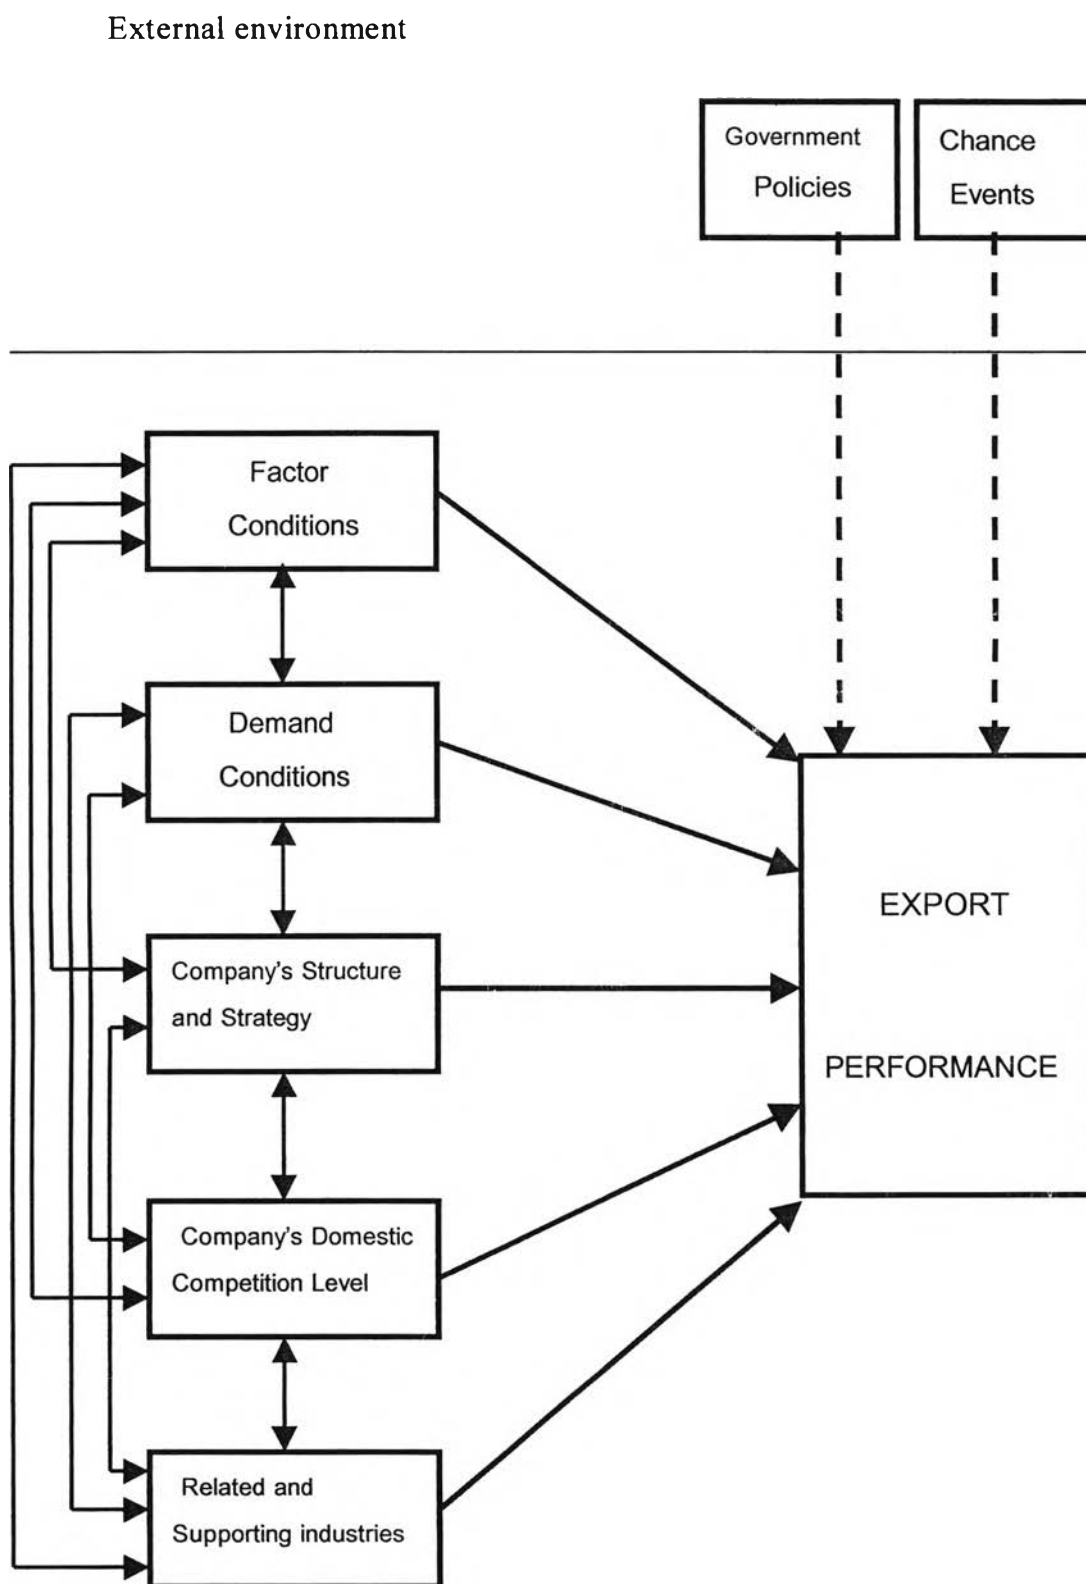 External environment
Government
Policies
Chance
Events
Factor
Conditions
Demand
Conditions
Company's Structure
and Strategy
Company's Domestic
Competition Level
Related and
Supporting industries
EXPORT
PERFORMANCE